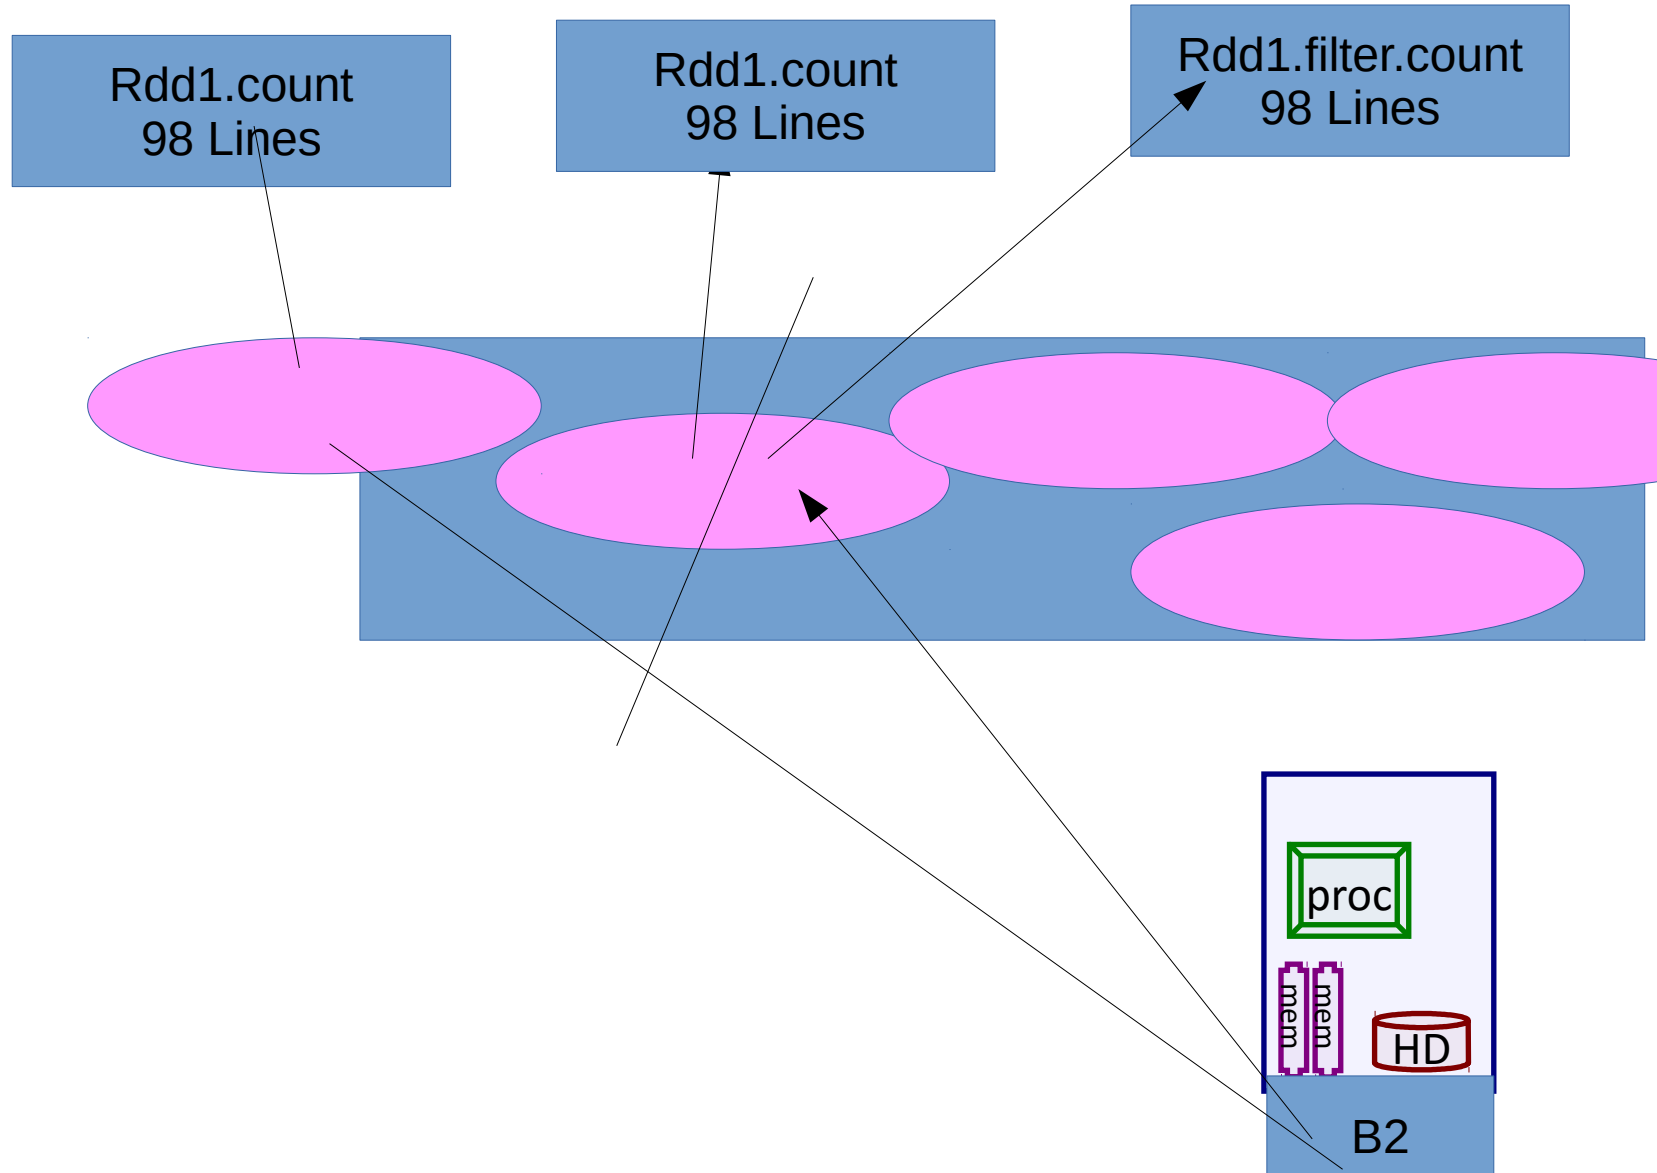 Rdd1.count
98 Lines
Rdd1.count
98 Lines
Rdd1.filter.count
98 Lines
proc
mem
mem
HD
B2